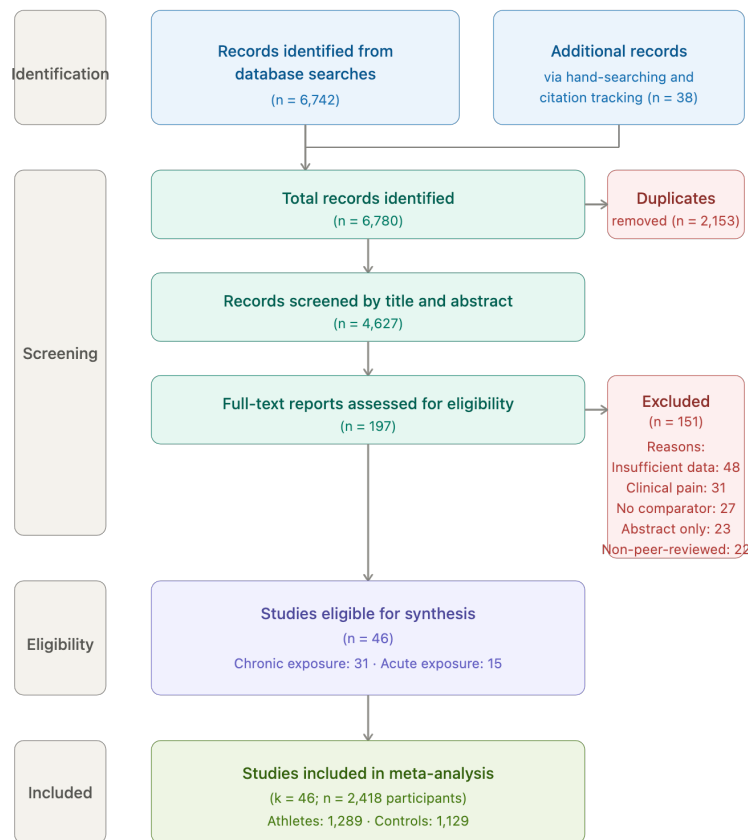 Identification
Records identified from
database searches
(n = 6,742)
Additional records
via hand-searching and
citation tracking (n = 38)
Screening
Total records identified
(n = 6,780)
Duplicates
removed (n = 2,153)
Records screened by title and abstract
(n = 4,627)
Full-text reports assessed for eligibility
(n = 197)
Excluded
(n = 151)
Reasons:
Insufficient data: 48
Clinical pain: 31
No comparator: 27
Abstract only: 23
Non-peer-reviewed: 22
Eligibility
Studies eligible for synthesis
(n = 46)
Chronic exposure: 31 · Acute exposure: 15
Included
Studies included in meta-analysis
(k = 46; n = 2,418 participants)
Athletes: 1,289 · Controls: 1,129